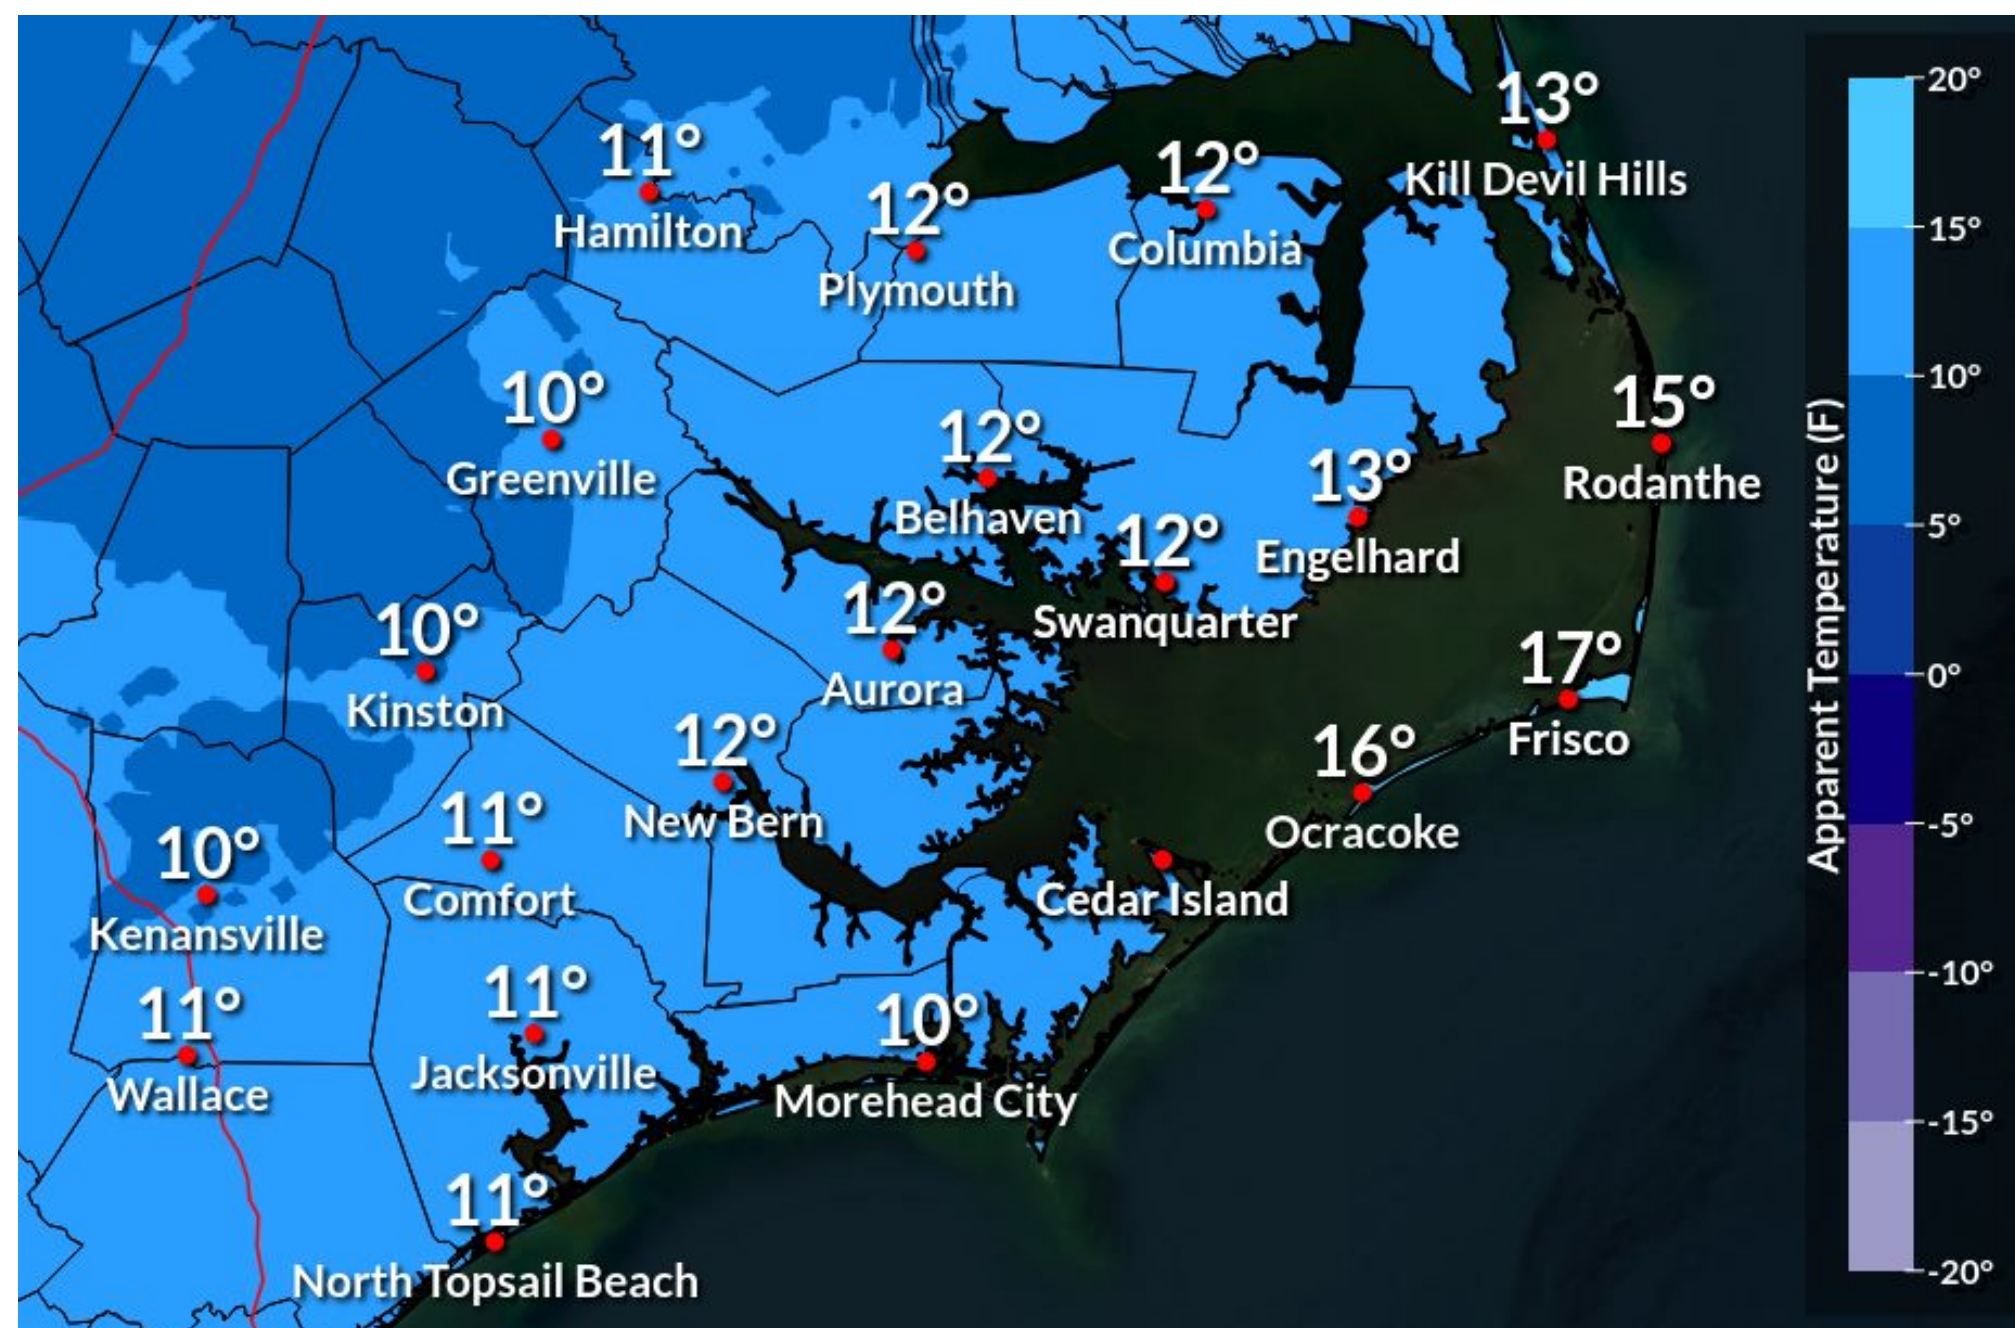 13°
Kill Devil Hills
11°
Hamilton
12°
Columbia
12°
Plymouth
10°
Greenville
15°
Rodanthe
12°
Belhaven
13°
Engelhard
12°
Swanquarter
12°
Aurora
10°
Kinston
17°
Frisco
12°
New Bern
16°
Ocracoke
11°
Comfort
10°
Kenansville
Cedar Island
11°
Wallace
11°
Jacksonville
10°
Morehead City
11°
North Topsail Beach
Apparent Temperature (F)
20°
15°
10°
5°
0°
-5°
-10°
-15°
-20°